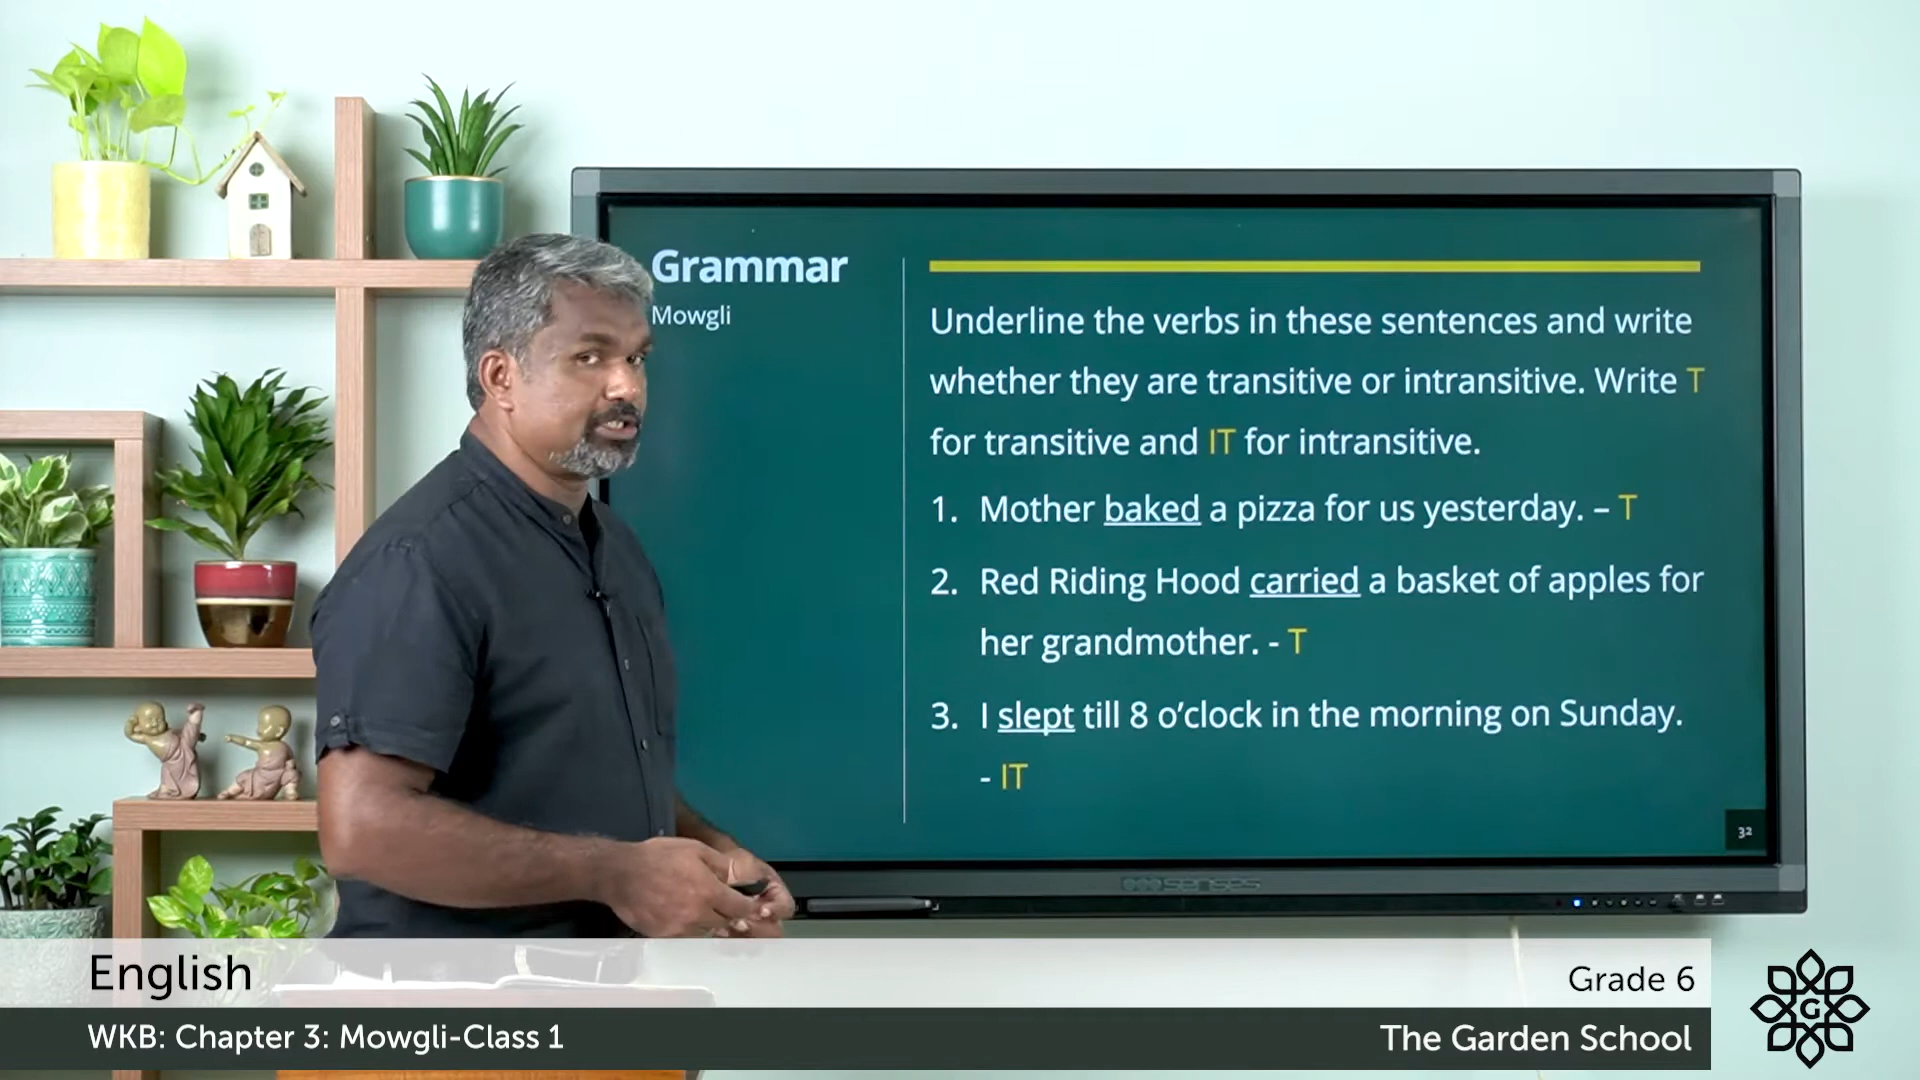 Grammar
Mowgli
Underline the verbs in these sentences and write
whether they are transitive or intransitive. Write T
for transitive and IT for intransitive.
1. Mother baked a pizza for us yesterday. – T
2. Red Riding Hood carried a basket of apples for
her grandmother. - T
3. I slept till 8 o’clock in the morning on Sunday.
- IT
32
senses
English
Grade 6
WKB: Chapter 3: Mowgli-Class 1
The Garden School
G